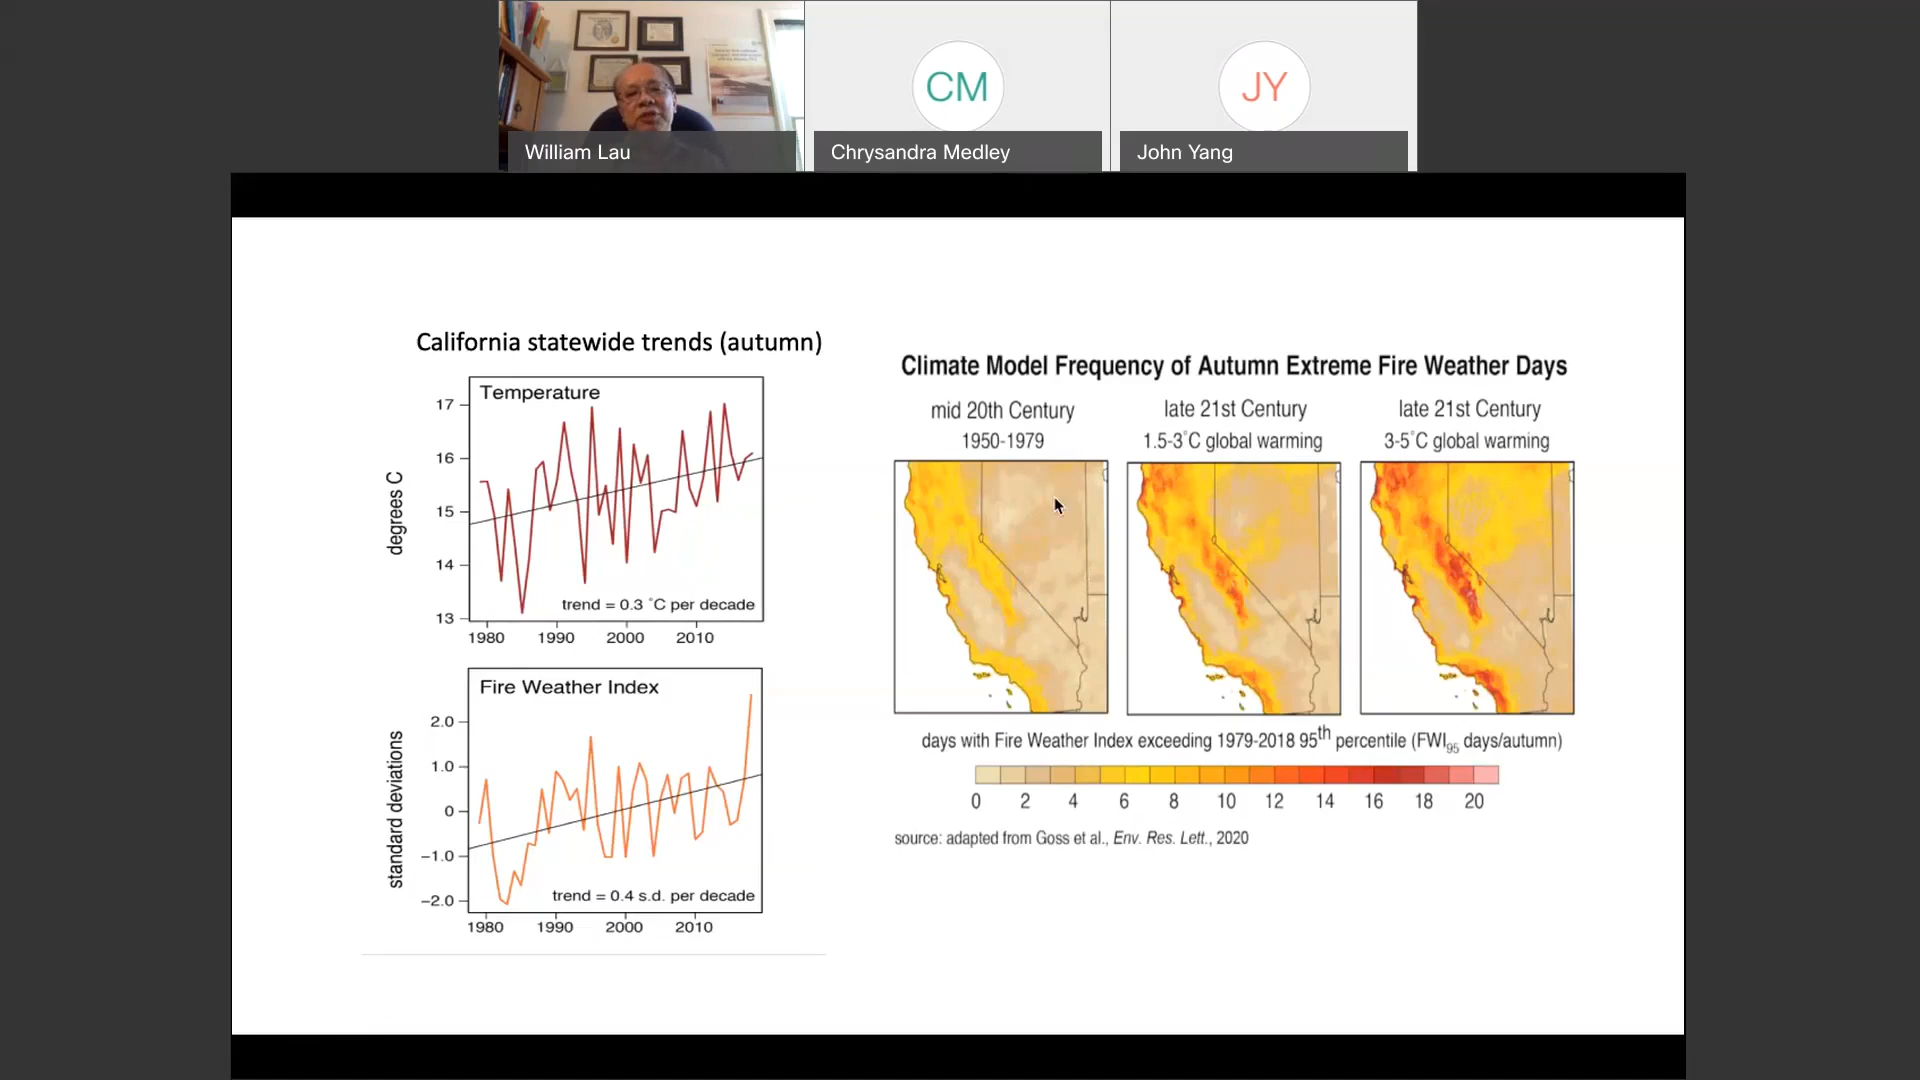 CM
JY
William Lau
Chrysandra Medley
John Yang
California statewide trends (autumn)
Temperature
degrees C
17
16
15
14
13
trend = 0.3 °C per decade
1980 1990 2000 2010
Fire Weather Index
standard deviations
2.0
1.0
0
−1.0
−2.0
trend = 0.4 s.d. per decade
1980 1990 2000 2010
Climate Model Frequency of Autumn Extreme Fire Weather Days
mid 20th Century
1950-1979
late 21st Century
1.5-3°C global warming
late 21st Century
3-5°C global warming
days with Fire Weather Index exceeding 1979-2018 95th percentile (FWI95 days/autumn)
0 2 4 6 8 10 12 14 16 18 20
source: adapted from Goss et al., Env. Res. Lett., 2020